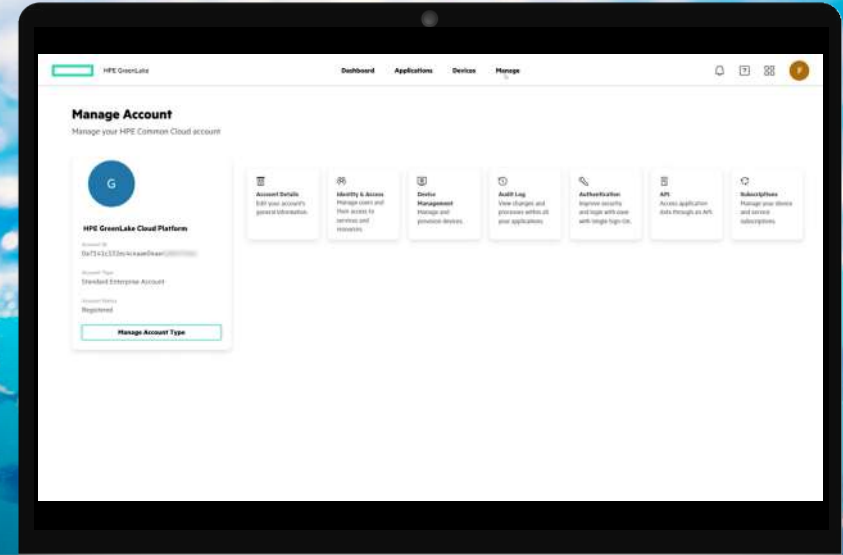 HPE GreenLake
Dashboard Applications Devices Manage
?
F
Manage Account
Manage your HPE Common Cloud account
G
HPE GreenLake Cloud Platform
Account ID
Account Type
Standard Enterprise Account
Account Status
Registered
Manage Account Type
Account Details
Edit your account's
general information.
Identity & Access
Manage users and
their access to
services and
resources.
Device
Management
Manage and
provision devices.
Audit Log
View changes and
processes within all
your applications.
Authentication
Improve security
and login with ease
with Single Sign-On.
API
Access application
data through an API.
Subscriptions
Manage your device
and service
subscriptions.